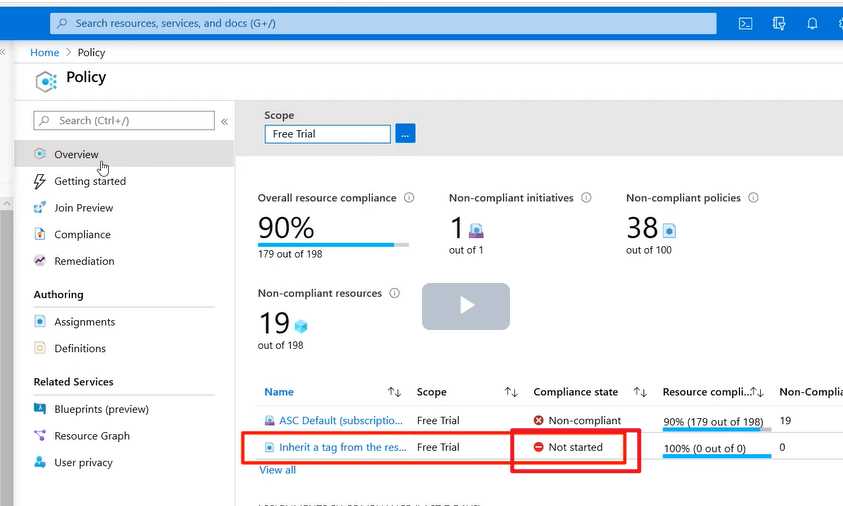 Search resources, services, and docs (G+/)
Home > Policy
Policy
Search (Ctrl+/)
Overview
Getting started
Join Preview
Compliance
Remediation
Authoring
Assignments
Definitions
Related Services
Blueprints (preview)
Resource Graph
User privacy
Scope
Free Trial
...
Overall resource compliance
90%
179 out of 198
Non-compliant initiatives
1
out of 1
Non-compliant policies
38
out of 100
Non-compliant resources
19
out of 198
Name Scope Compliance state Resource compli... Non-Complia
ASC Default (subscriptio... Free Trial Non-compliant 90% (179 out of 198) 19
Inherit a tag from the res... Free Trial Not started 100% (0 out of 0) 0
View all